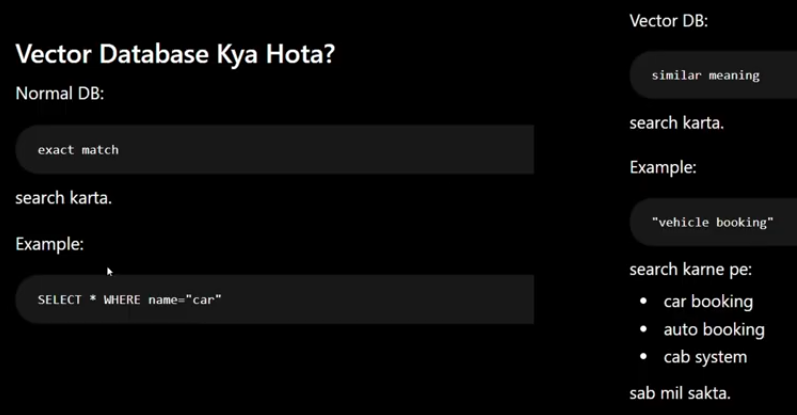 Vector Database Kya Hota?
Normal DB:
exact match
search karta.
Example:
SELECT * WHERE name="car"
Vector DB:
similar meaning
search karta.
Example:
"vehicle booking"
search karne pe:
• car booking
• auto booking
• cab system
sab mil sakta.